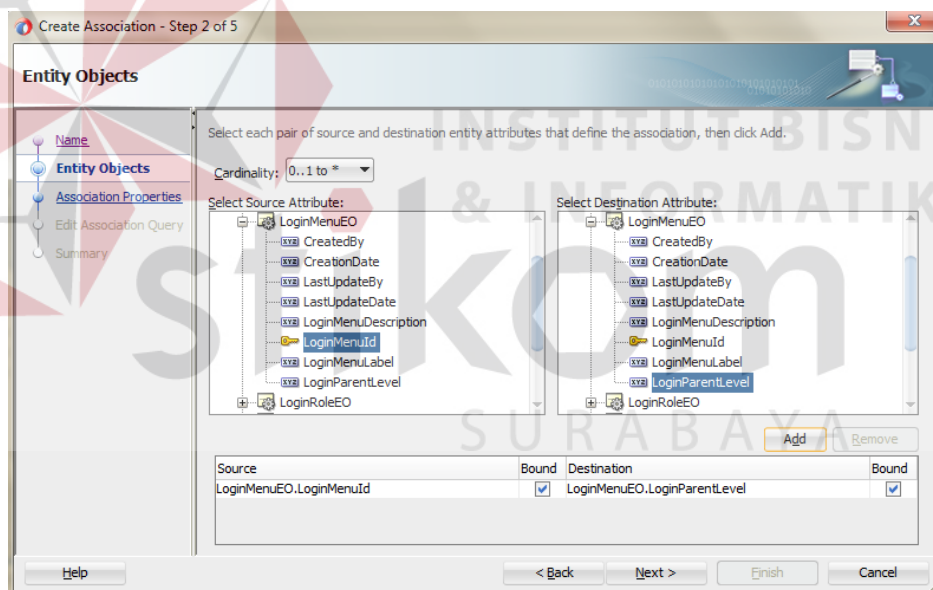 Create Association - Step 2 of 5
Entity Objects
Name
Entity Objects
Association Properties
Edit Association Query
Summary
Select each pair of source and destination entity attributes that define the association, then click Add.
Cardinality: 0..1 to *
Select Source Attribute:
LoginMenuEO
CreatedBy
CreationDate
LastUpdateBy
LastUpdateDate
LoginMenuDescription
LoginMenuId
LoginMenuLabel
LoginParentLevel
LoginRoleEO
Select Destination Attribute:
LoginMenuEO
CreatedBy
CreationDate
LastUpdateBy
LastUpdateDate
LoginMenuDescription
LoginMenuId
LoginMenuLabel
LoginParentLevel
LoginRoleEO
Add Remove
Source Bound Destination Bound
LoginMenuEO.LoginMenuId LoginMenuEO.LoginParentLevel
Help < Back Next > Finish Cancel
INSTITUT BISN
& INFORMATIK
stikom
SURABAYA